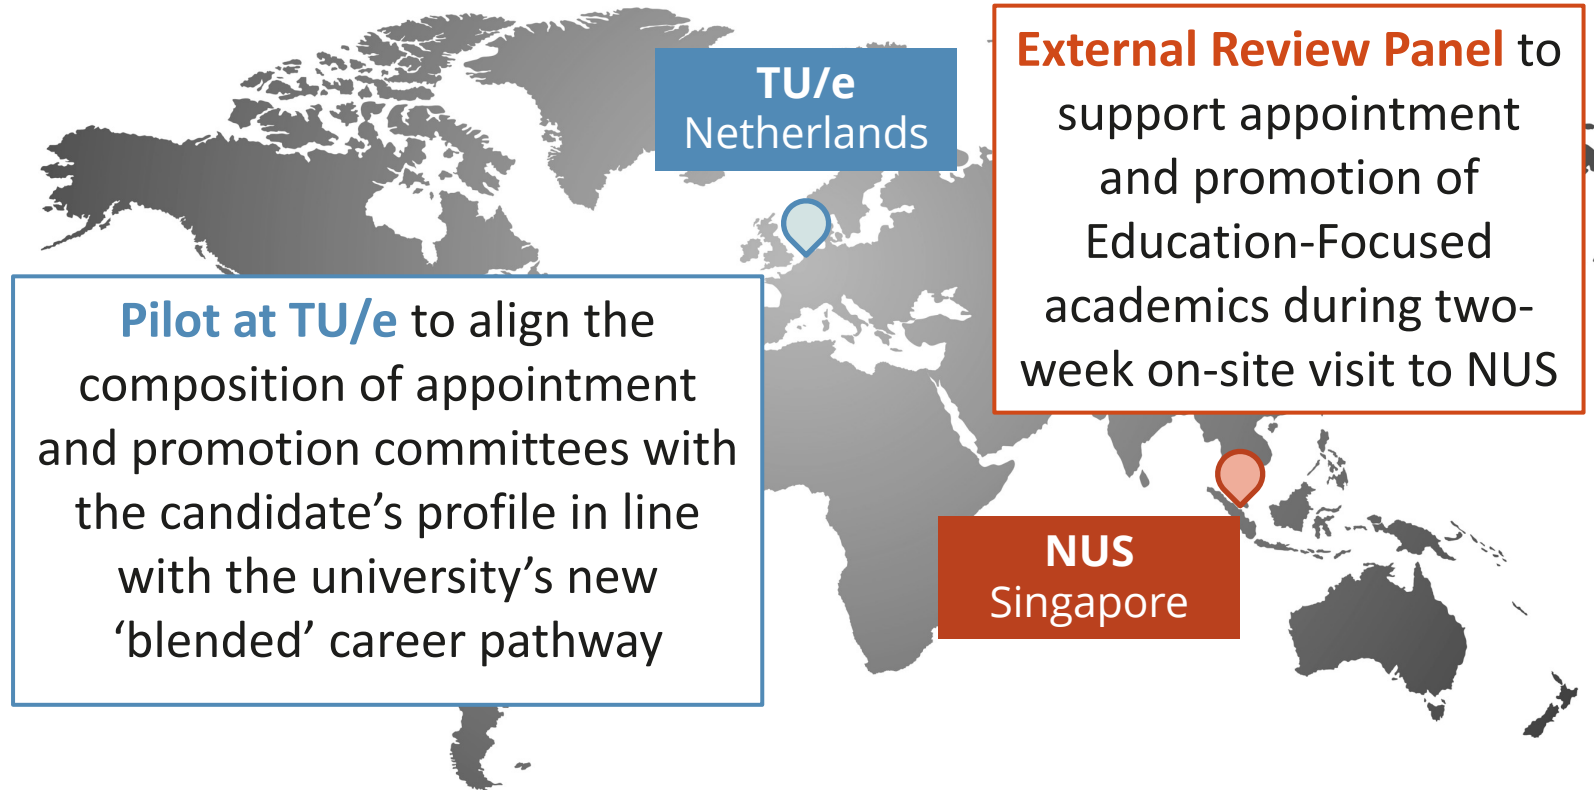 TU/e
Netherlands
External Review Panel to
support appointment
and promotion of
Education-Focused
academics during two-
week on-site visit to NUS
Pilot at TU/e to align the
composition of appointment
and promotion committees with
the candidate’s profile in line
with the university’s new
‘blended’ career pathway
NUS
Singapore